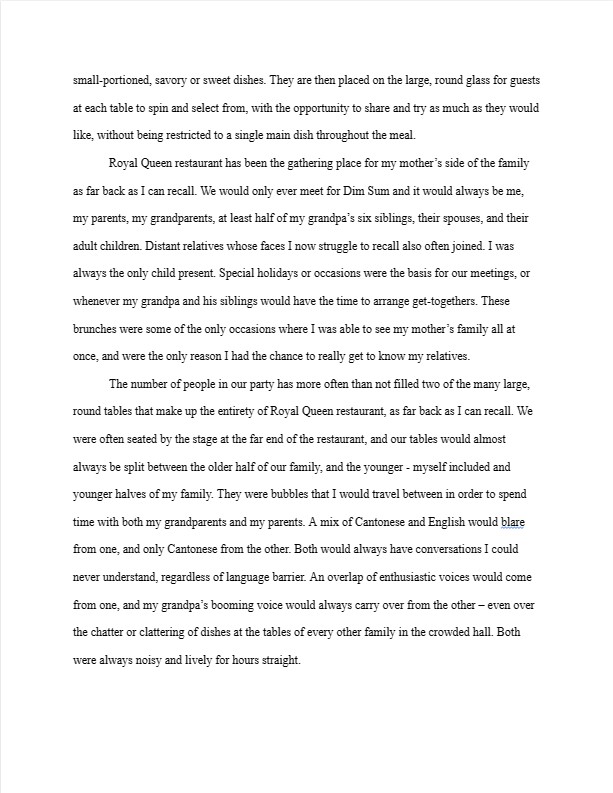 small-portioned, savory or sweet dishes. They are then placed on the large, round glass for guests
at each table to spin and select from, with the opportunity to share and try as much as they would
like, without being restricted to a single main dish throughout the meal.
Royal Queen restaurant has been the gathering place for my mother’s side of the family
as far back as I can recall. We would only ever meet for Dim Sum and it would always be me,
my parents, my grandparents, at least half of my grandpa’s six siblings, their spouses, and their
adult children. Distant relatives whose faces I now struggle to recall also often joined. I was
always the only child present. Special holidays or occasions were the basis for our meetings, or
whenever my grandpa and his siblings would have the time to arrange get-togethers. These
brunches were some of the only occasions where I was able to see my mother’s family all at
once, and were the only reason I had the chance to really get to know my relatives.
The number of people in our party has more often than not filled two of the many large,
round tables that make up the entirety of Royal Queen restaurant, as far back as I can recall. We
were often seated by the stage at the far end of the restaurant, and our tables would almost
always be split between the older half of our family, and the younger - myself included and
younger halves of my family. They were bubbles that I would travel between in order to spend
time with both my grandparents and my parents. A mix of Cantonese and English would blare
from one, and only Cantonese from the other. Both would always have conversations I could
never understand, regardless of language barrier. An overlap of enthusiastic voices would come
from one, and my grandpa’s booming voice would always carry over from the other – even over
the chatter or clattering of dishes at the tables of every other family in the crowded hall. Both
were always noisy and lively for hours straight.